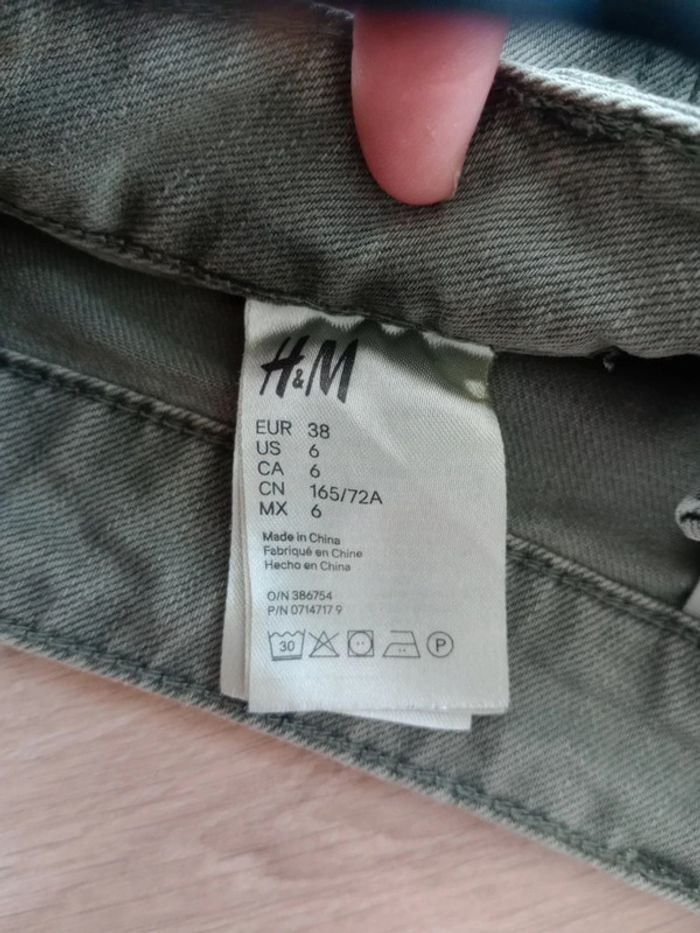 H&M
EUR 38
US 6
CA 6
CN 165/72A
MX 6
Made in China
Fabriqué en Chine
Hecho en China
O/N 386754
P/N 0714717 9
30
P